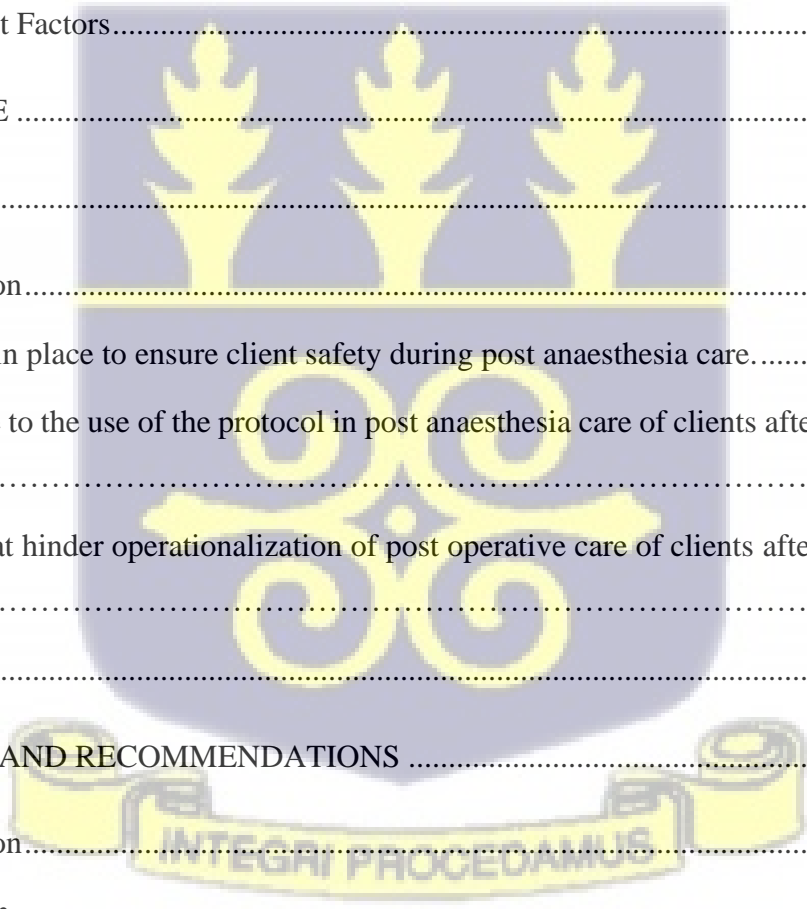 t Factors
E
on
in place to ensure client safety during post anaesthesia care.
to the use of the protocol in post anaesthesia care of clients afte
at hinder operationalization of post operative care of clients afte
AND RECOMMENDATIONS
on
INTEGRI PROCEDAMUS